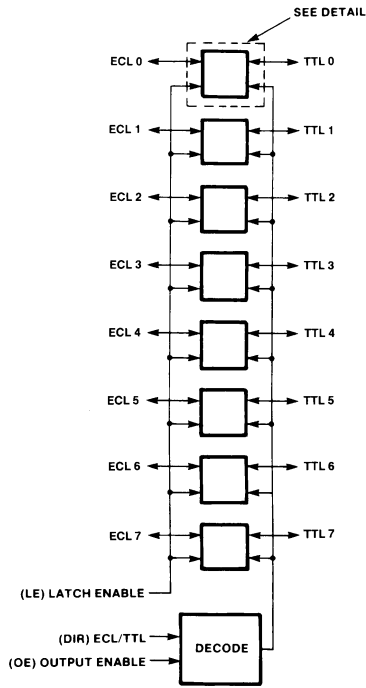 SEE DETAIL
ECL 0 TTL 0
ECL 1 TTL 1
ECL 2 TTL 2
ECL 3 TTL 3
ECL 4 TTL 4
ECL 5 TTL 5
ECL 6 TTL 6
ECL 7 TTL 7
(LE) LATCH ENABLE
(DIR) ECL/TTL
DECODE
(OE) OUTPUT ENABLE